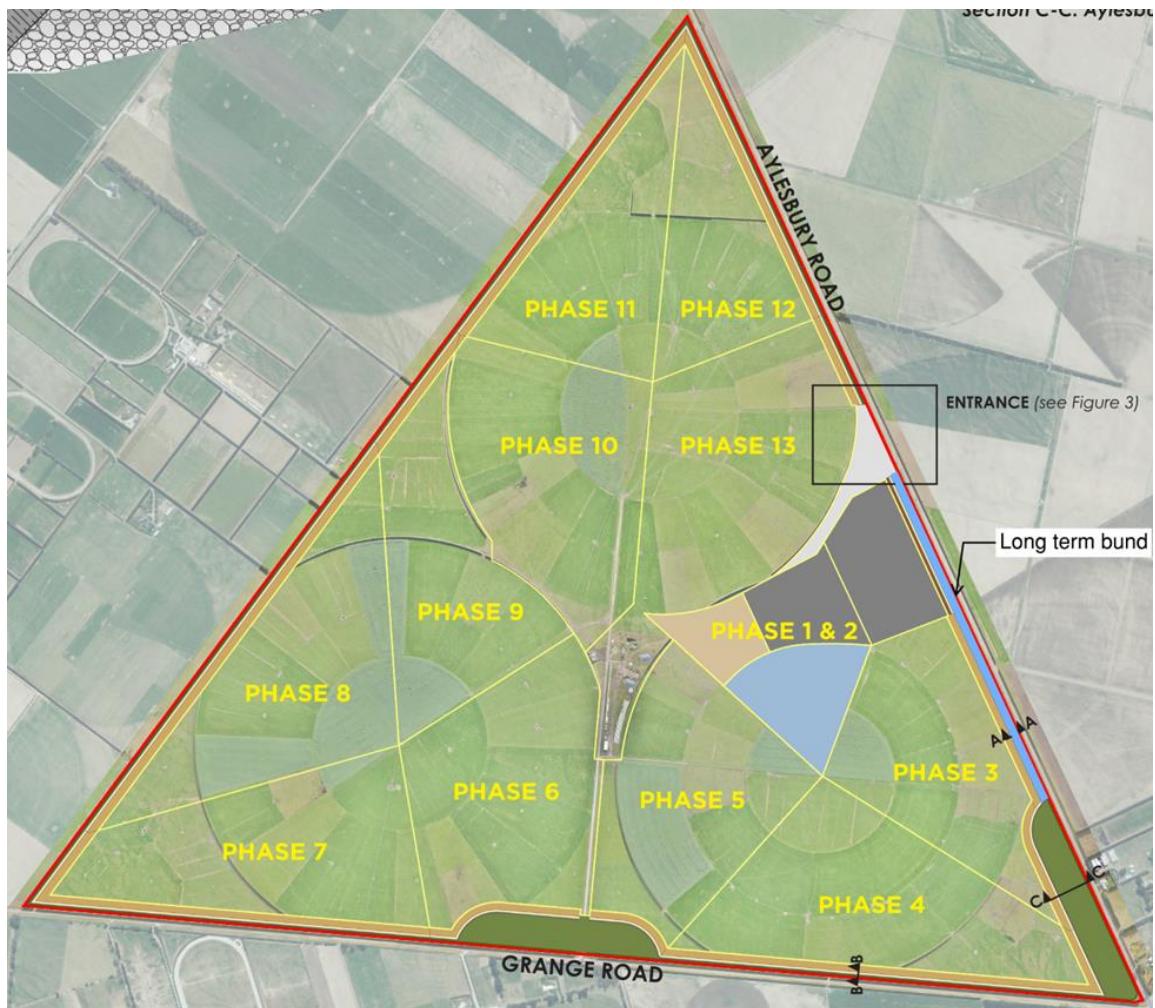 Section C-C: Aylesbu
AYLESBURY ROAD
PHASE 11
PHASE 12
ENTRANCE (see Figure 3)
PHASE 10
PHASE 13
Long term bund
PHASE 9
PHASE 1 & 2
PHASE 8
A A
PHASE 3
PHASE 6
PHASE 5
PHASE 7
C C
PHASE 4
GRANGE ROAD
B
B